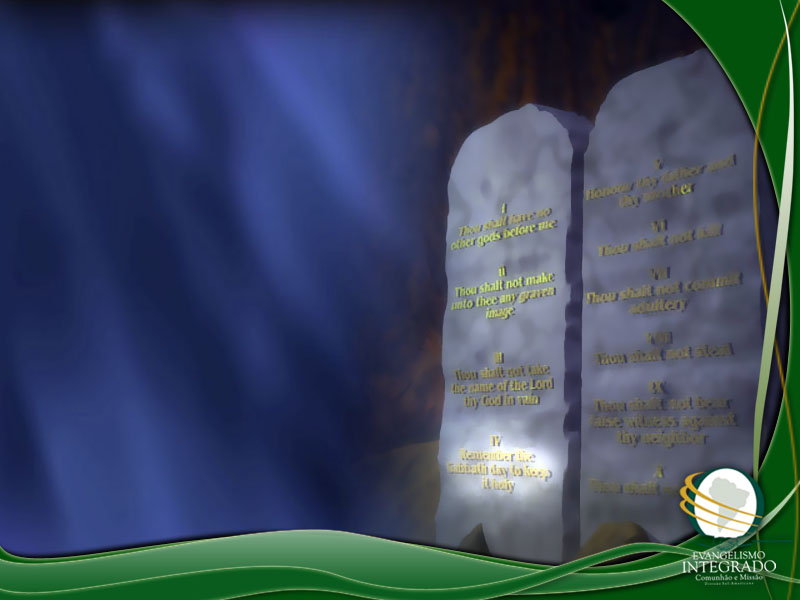 I
Thou shalt have no
other gods before me
II
Thou shalt not make
unto thee any graven
image
III
Thou shalt not take
the name of the Lord
thy God in vain
IV
Remember the
Sabbath day to keep
it holy
V
Honour thy father and
thy mother
VI
Thou shalt not kill
VII
Thou shalt not commit
adultery
VIII
Thou shalt not steal
IX
Thou shalt not bear
false witness against
thy neighbor
X
Thou shalt
EVANGELISMO
INTEGRADO
Comunhão e Missão
Divisão Sul-Americana